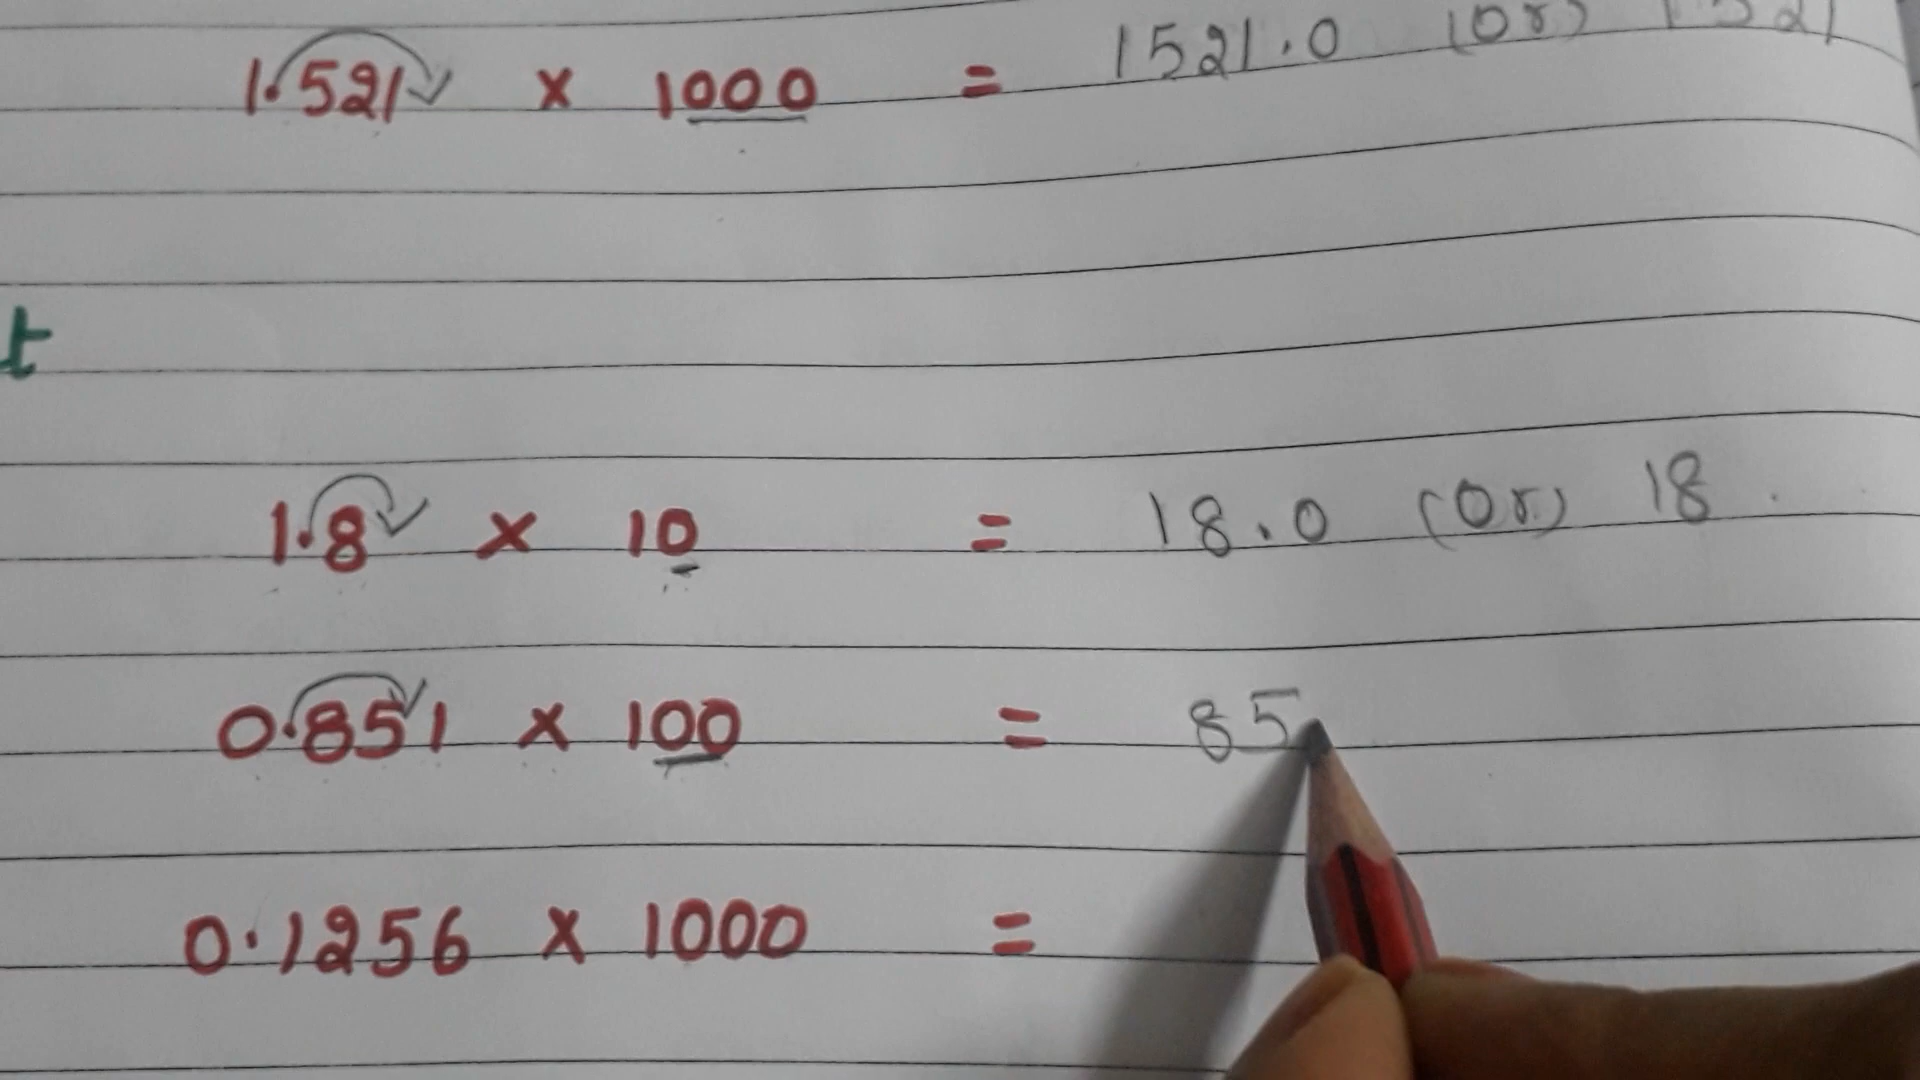 1.521 x 1000 = 1521.0 (Or) 1521
t
1.8 x 10 = 18.0 (Or) 18
0.851 x 100 = 85
0.1256 x 1000 =